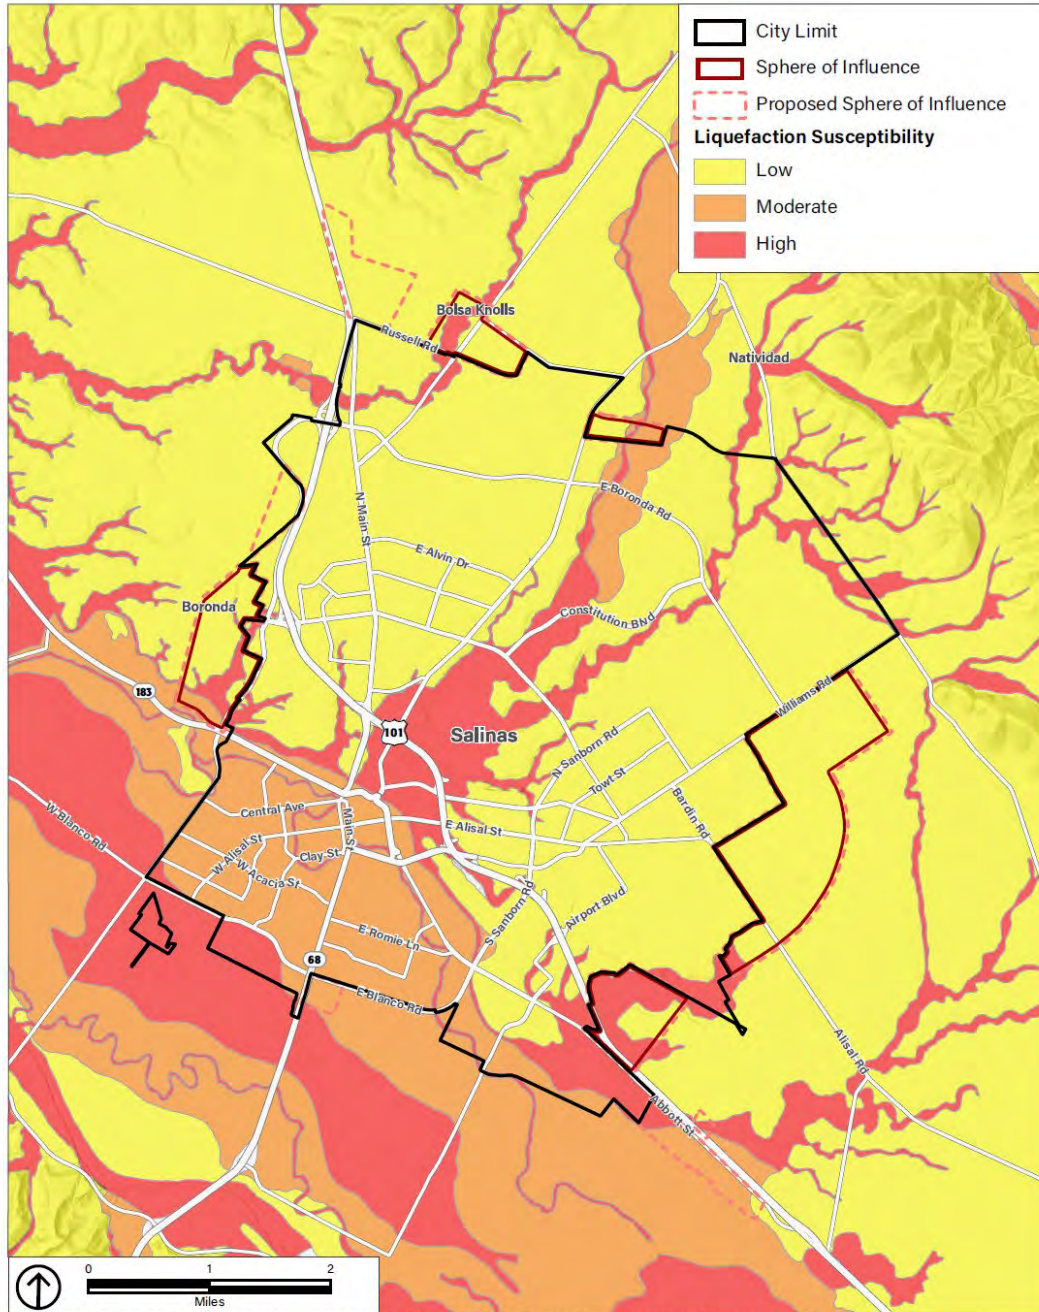 City Limit
Sphere of Influence
Proposed Sphere of Influence
Liquefaction Susceptibility
Low
Moderate
High
Bolsa Knolls
Russell Rd
Natividad
E Boronda Rd
N Main St
E Alvin Dr
Boronda
Constitution Blvd
183
Williams Rd
101
Salinas
N Sanborn Rd
Towt St
Bardin Rd
W Blanco Rd
Central Ave
Main St
E Alisal St
W Alisal St
Clay St
W Acacia St
S Sanborn Rd
Airport Blvd
E Romie Ln
68
E Blanco Rd
Alisal Rd
Abbott St
0 1 2
Miles